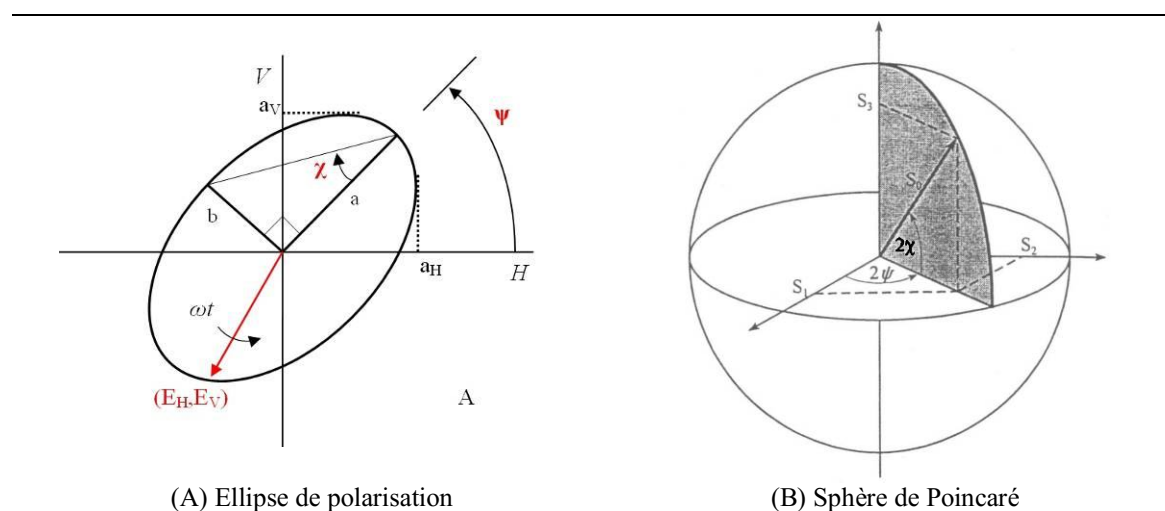 V
a_V
ψ
χ
a
b
a_H
H
ωt
(E_H,E_V)
A
(A) Ellipse de polarisation
S_3
S_0
2χ
S_2
2ψ
S_1
(B) Sphère de Poincaré